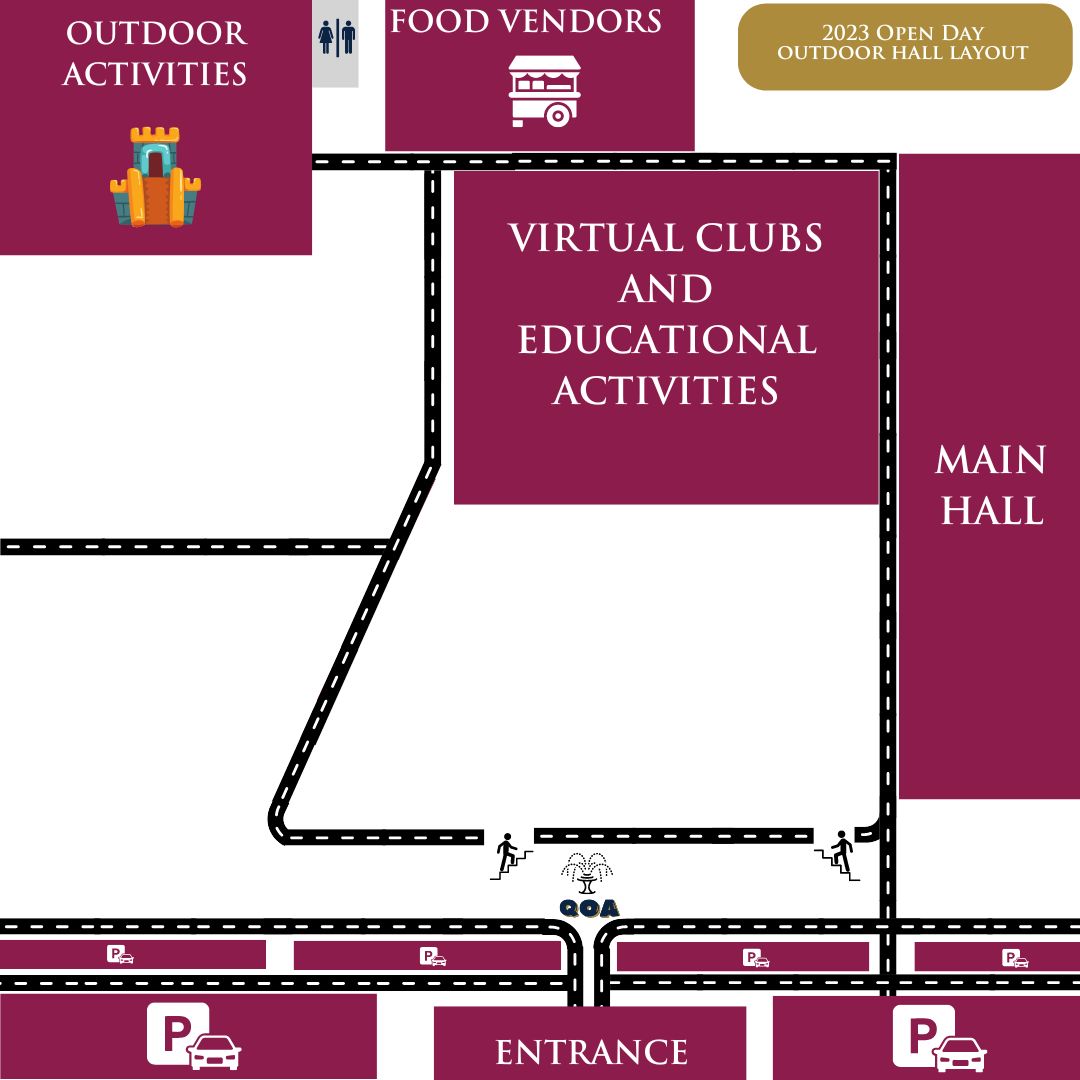 OUTDOOR
ACTIVITIES
FOOD VENDORS
2023 Open Day
OUTDOOR HALL LAYOUT
VIRTUAL CLUBS
AND
EDUCATIONAL
ACTIVITIES
MAIN
HALL
QOA
P
P
P
P
P
ENTRANCE
P